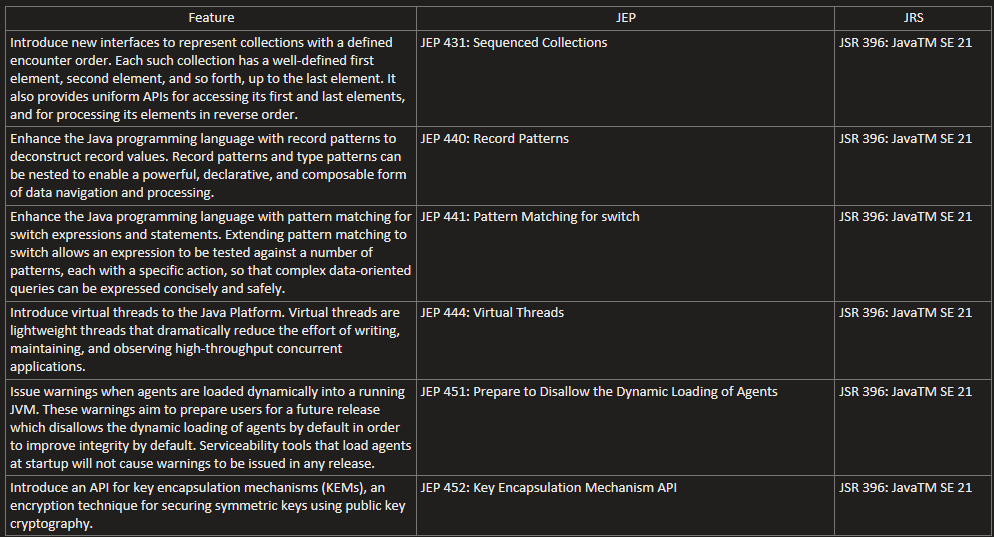 Feature JEP JRS
Introduce new interfaces to represent collections with a defined JEP 431: Sequenced Collections JSR 396: JavaTM SE 21
encounter order. Each such collection has a well-defined first
element, second element, and so forth, up to the last element. It
also provides uniform APIs for accessing its first and last elements,
and for processing its elements in reverse order.
Enhance the Java programming language with record patterns to JEP 440: Record Patterns JSR 396: JavaTM SE 21
deconstruct record values. Record patterns and type patterns can
be nested to enable a powerful, declarative, and composable form
of data navigation and processing.
Enhance the Java programming language with pattern matching for JEP 441: Pattern Matching for switch JSR 396: JavaTM SE 21
switch expressions and statements. Extending pattern matching to
switch allows an expression to be tested against a number of
patterns, each with a specific action, so that complex data-oriented
queries can be expressed concisely and safely.
Introduce virtual threads to the Java Platform. Virtual threads are JEP 444: Virtual Threads JSR 396: JavaTM SE 21
lightweight threads that dramatically reduce the effort of writing,
maintaining, and observing high-throughput concurrent
applications.
Issue warnings when agents are loaded dynamically into a running JEP 451: Prepare to Disallow the Dynamic Loading of Agents JSR 396: JavaTM SE 21
JVM. These warnings aim to prepare users for a future release
which disallows the dynamic loading of agents by default in order
to improve integrity by default. Serviceability tools that load agents
at startup will not cause warnings to be issued in any release.
Introduce an API for key encapsulation mechanisms (KEMs), an JEP 452: Key Encapsulation Mechanism API JSR 396: JavaTM SE 21
encryption technique for securing symmetric keys using public key
cryptography.